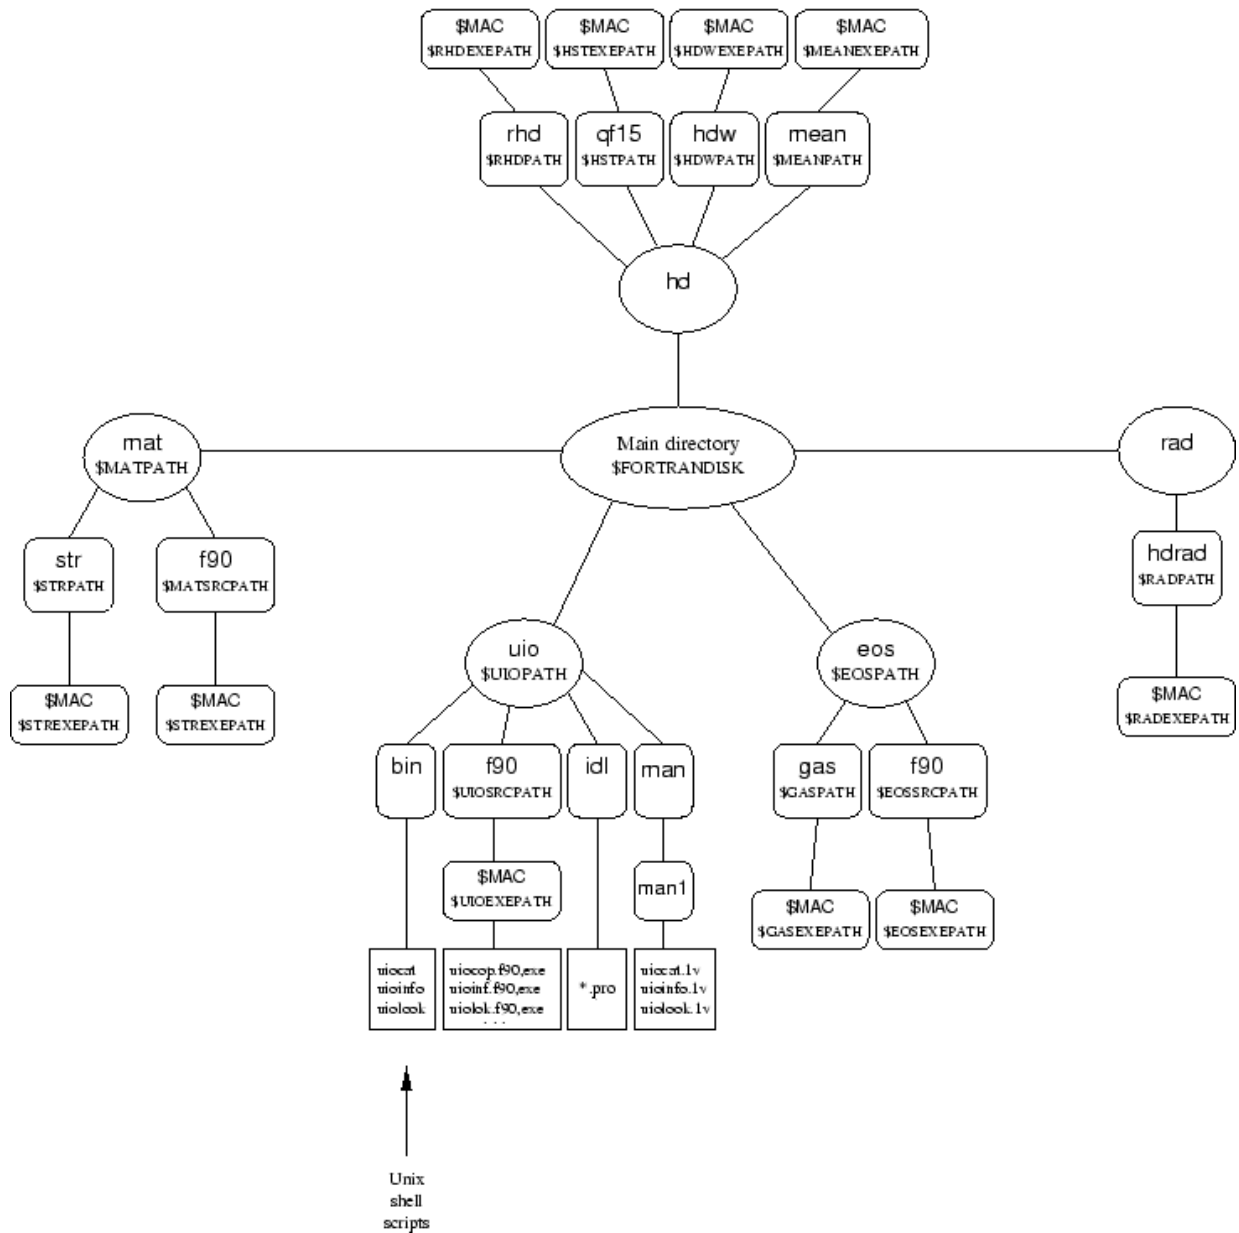 $MAC $MAC $MAC $MAC
$RHDEXEPATH $HSTEXEPATH $HDWEXEPATH $MEANEXEPATH
rhd qf15 hdw mean
$RHDPATH $HSTPATH $HDWPATH $MEANPATH
hd
mat
$MATPATH
Main directory
$FORTRANDISK
rad
str f90
$STRPATH $MATSRCPATH
hdrad
$RADPATH
$MAC $MAC
$STREXEPATH $STREXEPATH
$MAC
$RADEXEPATH
uio
$UIOPATH
eos
$EOSPATH
bin f90 idl man
$UIOSRCPATH
gas f90
$GASPATH $EOSSRCPATH
$MAC
$UIOEXEPATH
man1
$MAC $MAC
$GASEXEPATH $EOSEXEPATH
uiocat
uioinfo
uiolook
uiocop.f90,exe
uioinf.f90,exe
uiolok.f90,exe
. . .
*.pro
uiocat.1v
uioinfo.1v
uiolook.1v
Unix
shell
scripts